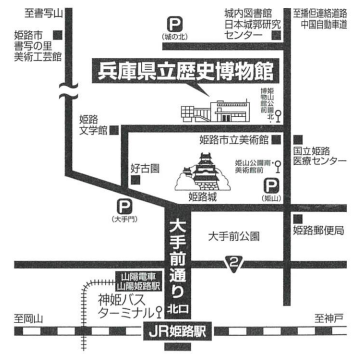 至書写山
姫路市
書写の里
美術工芸館
P
(城の北)
城内図書館
日本城郭研究
センター
至播但連絡道路
中国自動車道
兵庫県立歴史博物館
博物館前
姫山公園北・
姫路
文学館
姫路市立美術館
国立姫路
医療センター
好古園
姫山公園南・
美術館前
姫路城
P
(大手門)
P
(姫山)
大手前通り
北口
大手前公園
姫路郵便局
2
山陽電車
山陽姫路駅
神姫バス
ターミナル
至岡山
JR姫路駅
至神戸